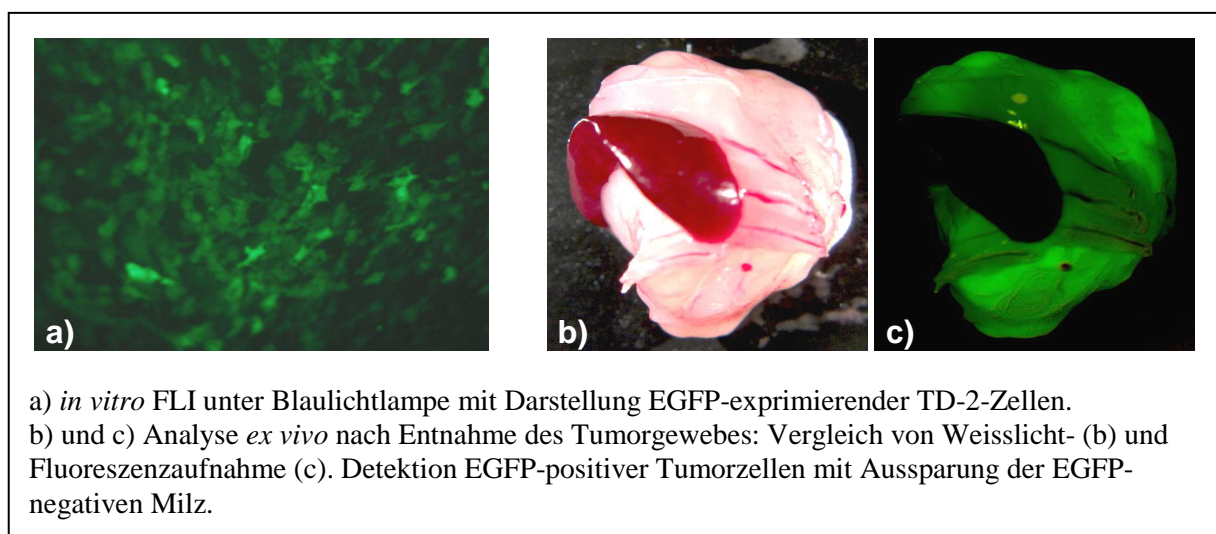 a)
b)
c)
a) in vitro FLI unter Blaulichtlampe mit Darstellung EGFP-exprimierender TD-2-Zellen.
b) und c) Analyse ex vivo nach Entnahme des Tumorgewebes: Vergleich von Weisslicht- (b) und
Fluoreszenzaufnahme (c). Detektion EGFP-positiver Tumorzellen mit Aussparung der EGFP-
negativen Milz.